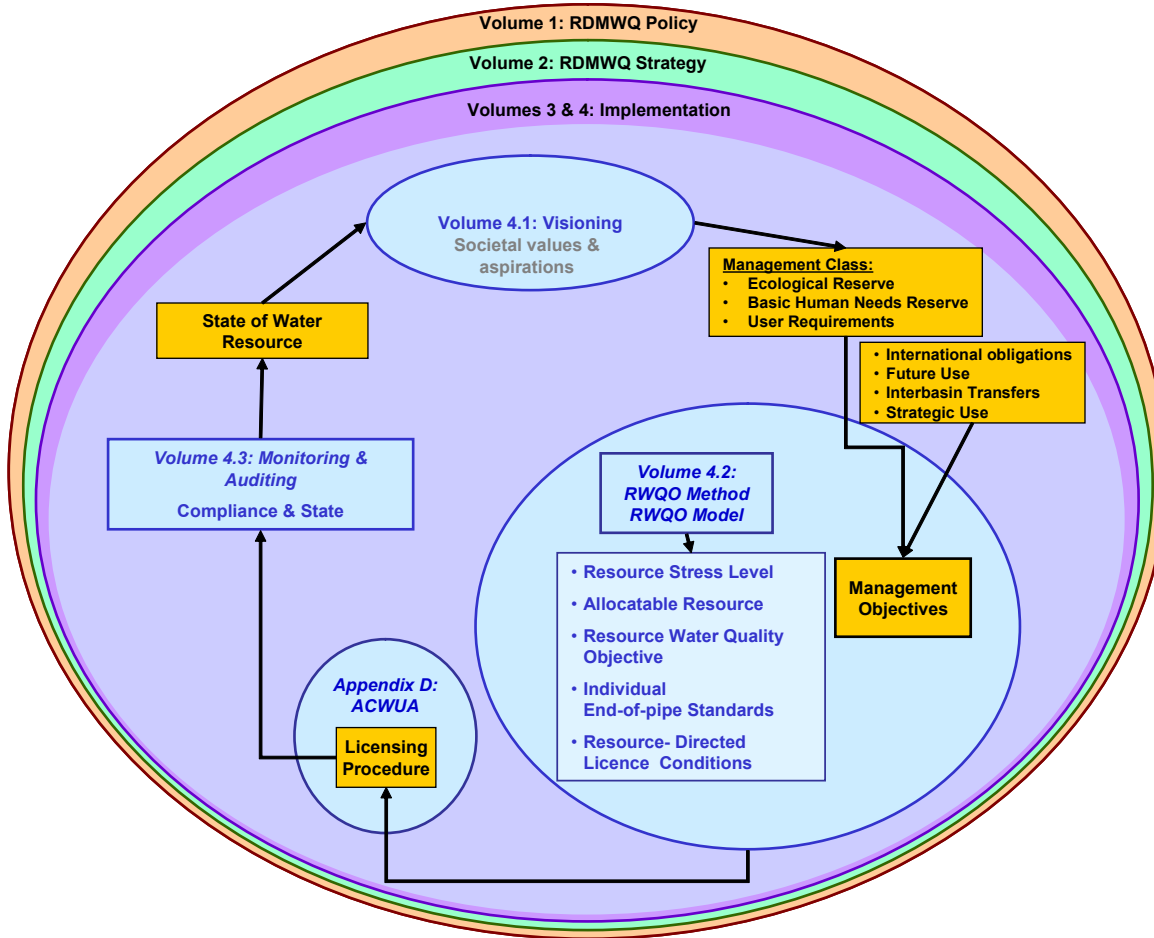 Volume 1: RDMWQ Policy
Volume 2: RDMWQ Strategy
Volumes 3 & 4: Implementation
Volume 4.1: Visioning
Societal values &
aspirations
Management Class:
• Ecological Reserve
• Basic Human Needs Reserve
• User Requirements
• International obligations
• Future Use
• Interbasin Transfers
• Strategic Use
State of Water
Resource
Volume 4.3: Monitoring &
Auditing
Compliance & State
Volume 4.2:
RWQO Method
RWQO Model
• Resource Stress Level
• Allocatable Resource
• Resource Water Quality
Objective
• Individual
End-of-pipe Standards
• Resource- Directed
Licence Conditions
Management
Objectives
Appendix D:
ACWUA
Licensing
Procedure